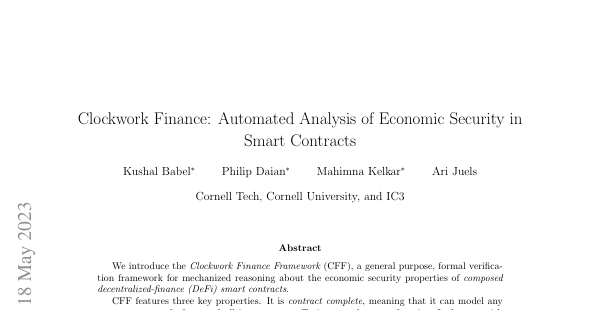 Clockwork Finance: Automated Analysis of Economic Security in
Smart Contracts
Kushal Babel* Philip Daian* Mahimna Kelkar* Ari Juels
Cornell Tech, Cornell University, and IC3
Abstract
We introduce the Clockwork Finance Framework (CFF), a general purpose, formal verifica-
tion framework for mechanized reasoning about the economic security properties of composed
decentralized-finance (DeFi) smart contracts.
CFF features three key properties. It is contract complete, meaning that it can model any
18 May 2023